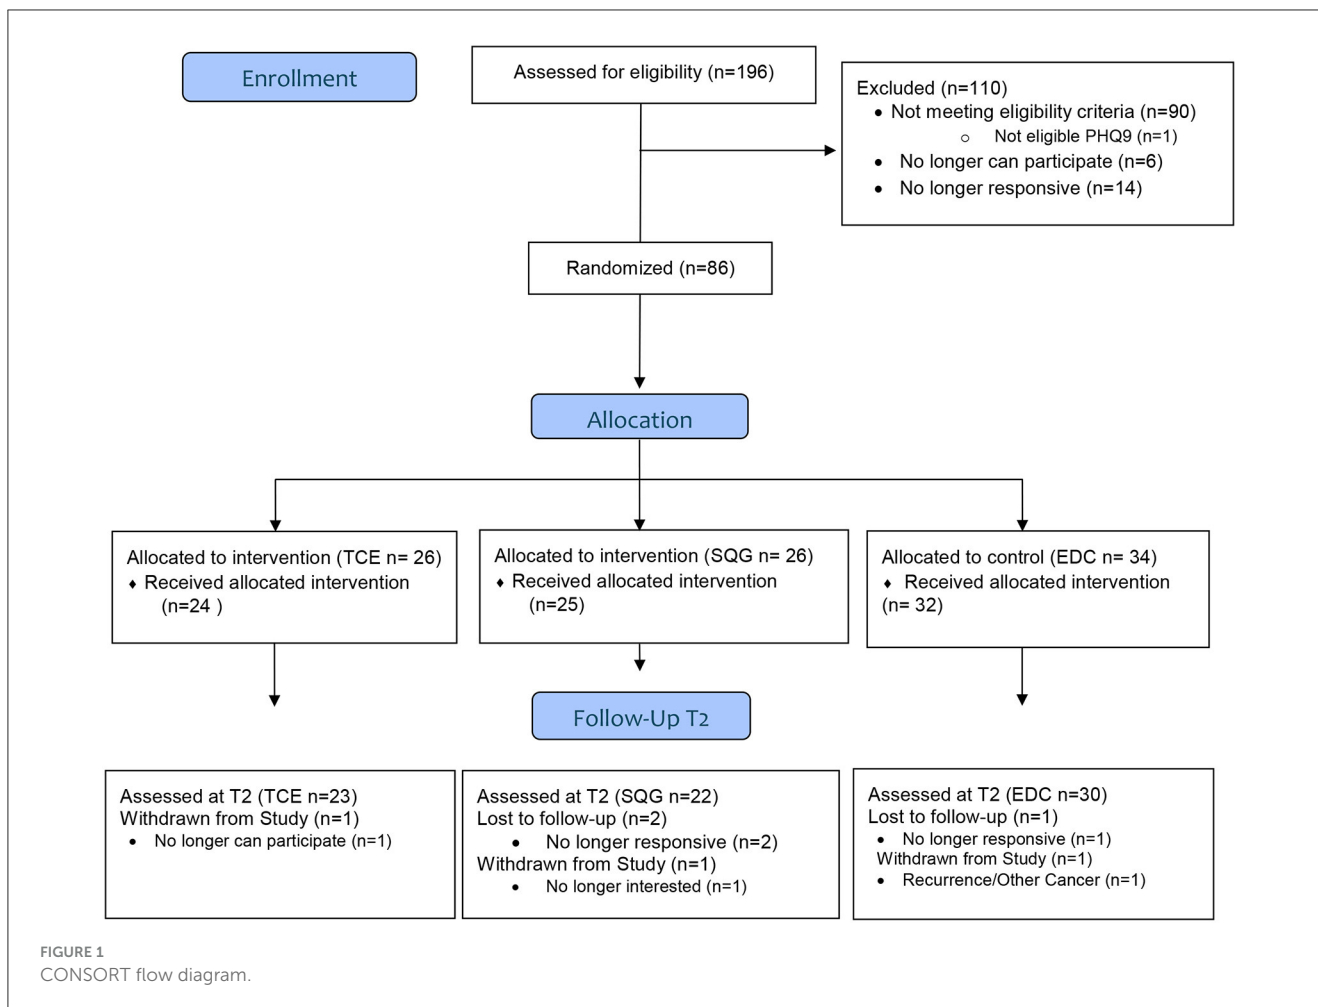 Enrollment
Assessed for eligibility (n=196)
Excluded (n=110)
• Not meeting eligibility criteria (n=90)
o Not eligible PHQ9 (n=1)
• No longer can participate (n=6)
• No longer responsive (n=14)
Randomized (n=86)
Allocation
Allocated to intervention (TCE n= 26)
♦ Received allocated intervention
(n=24 )
Allocated to intervention (SQG n= 26)
♦ Received allocated intervention
(n=25)
Allocated to control (EDC n= 34)
♦ Received allocated intervention
(n= 32)
Follow-Up T2
Assessed at T2 (TCE n=23)
Withdrawn from Study (n=1)
• No longer can participate (n=1)
Assessed at T2 (SQG n=22)
Lost to follow-up (n=2)
• No longer responsive (n=2)
Withdrawn from Study (n=1)
• No longer interested (n=1)
Assessed at T2 (EDC n=30)
Lost to follow-up (n=1)
• No longer responsive (n=1)
Withdrawn from Study (n=1)
• Recurrence/Other Cancer (n=1)
FIGURE 1
CONSORT flow diagram.